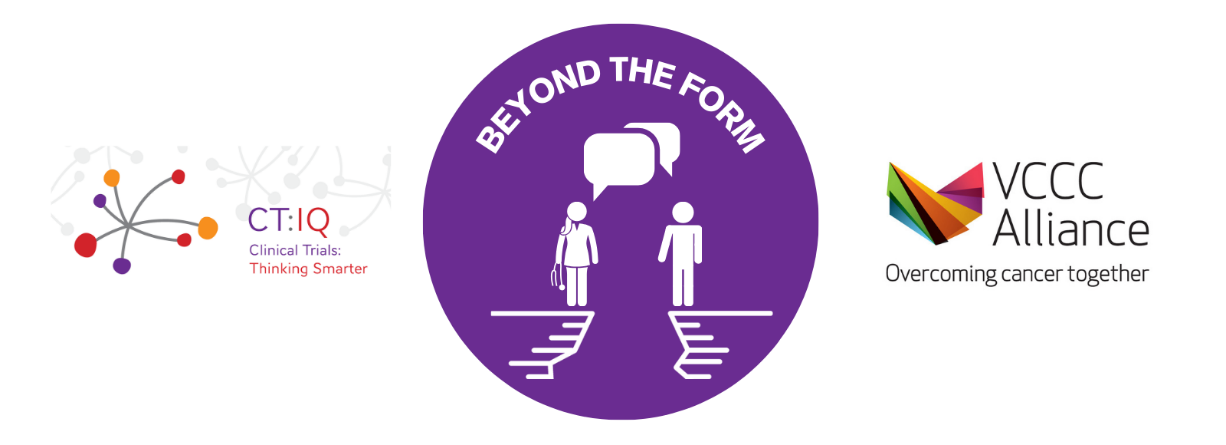 CT:IQ
Clinical Trials:
Thinking Smarter
BEYOND THE FORM
VCCC
Alliance
Overcoming cancer together